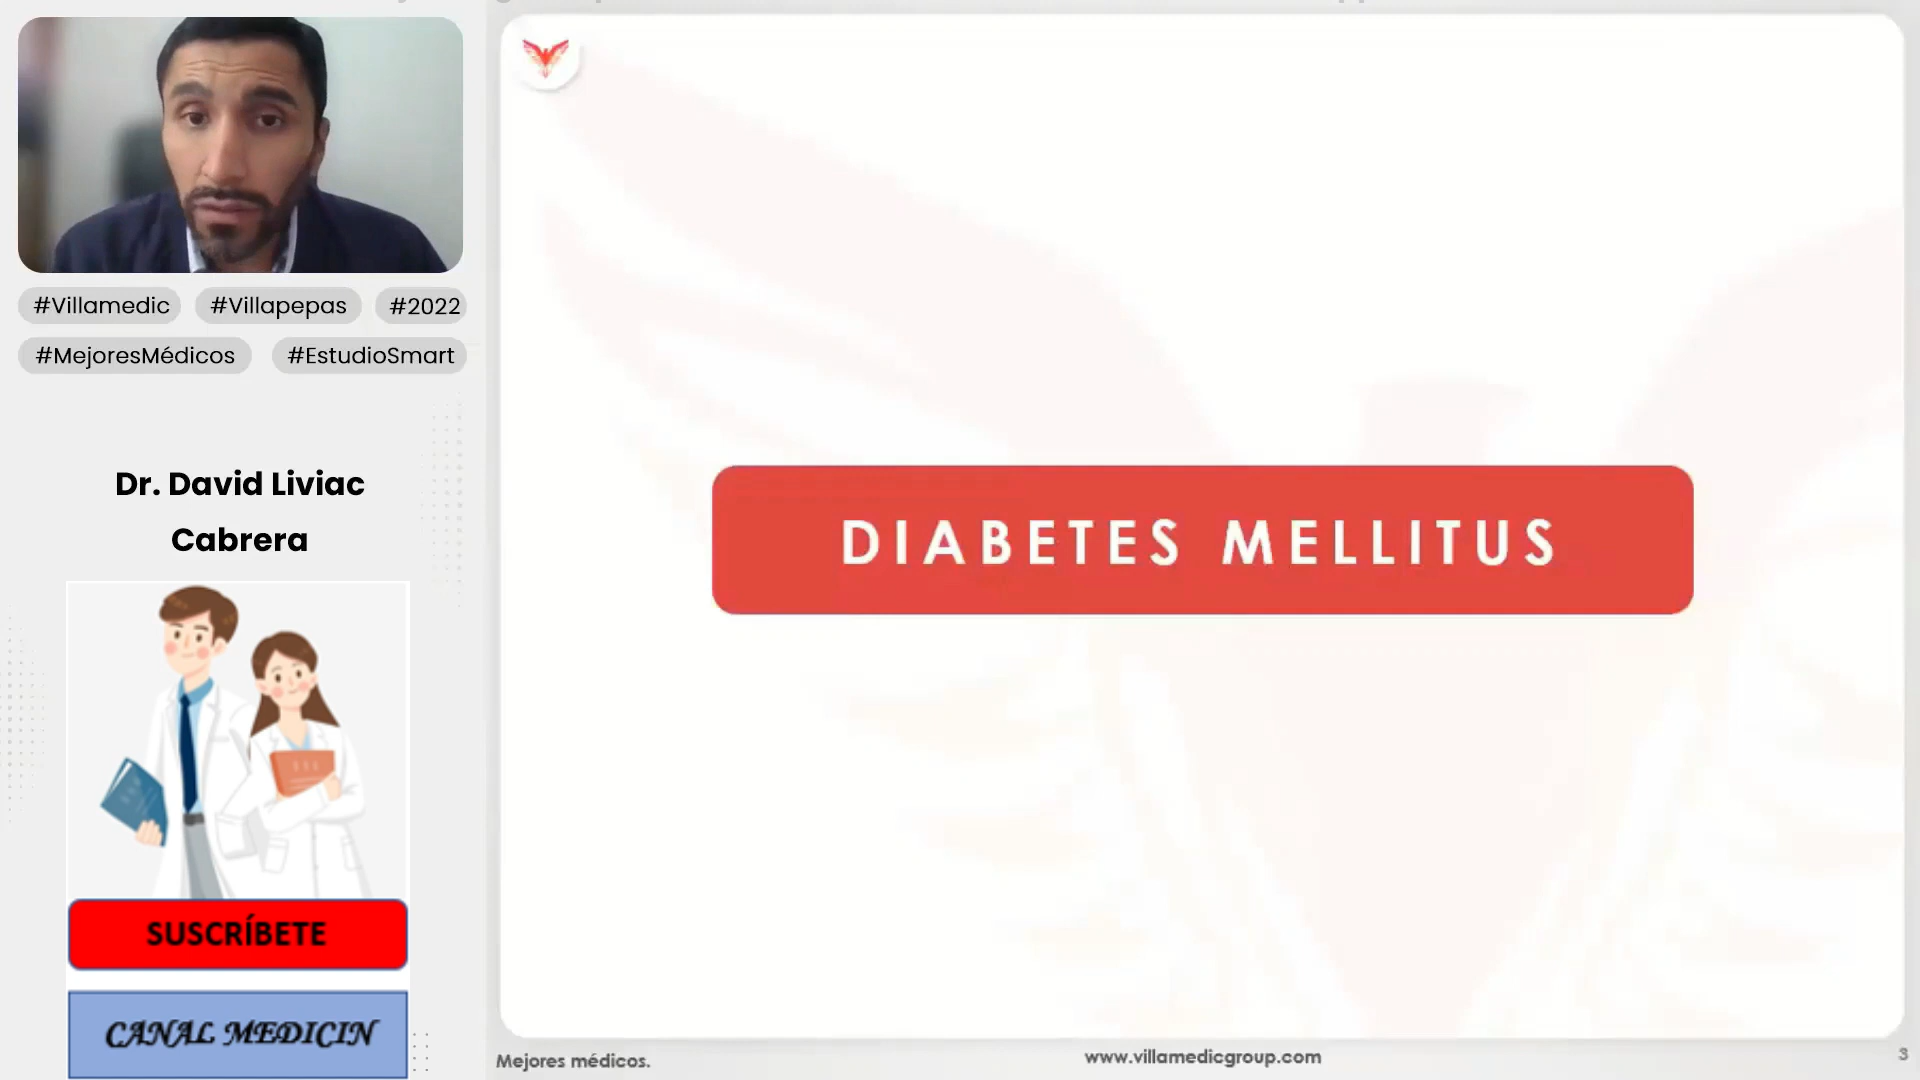 #Villamedic #Villapepas #2022
#MejoresMédicos #EstudioSmart
Dr. David Liviac
Cabrera
SUSCRÍBETE
CANAL MEDICIN
DIABETES MELLITUS
Mejores médicos.
www.villamedicgroup.com
3